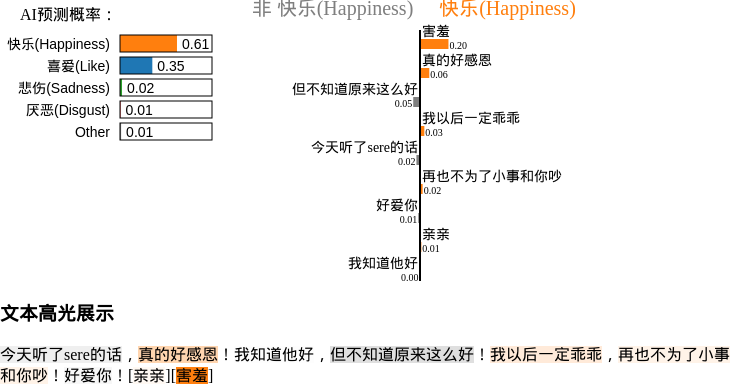 AI预测概率：
快乐(Happiness) 0.61
喜爱(Like) 0.35
悲伤(Sadness) 0.02
厌恶(Disgust) 0.01
Other 0.01
非 快乐(Happiness) 快乐(Happiness)
害羞
0.20
真的好感恩
0.06
但不知道原来这么好
0.05
我以后一定乖乖
0.03
今天听了sere的话
0.02
再也不为了小事和你吵
0.02
好爱你
0.01
亲亲
0.01
我知道他好
0.00
文本高光展示
今天听了sere的话，真的好感恩！我知道他好，但不知道原来这么好！我以后一定乖乖，再也不为了小事
和你吵！好爱你！[亲亲][害羞]